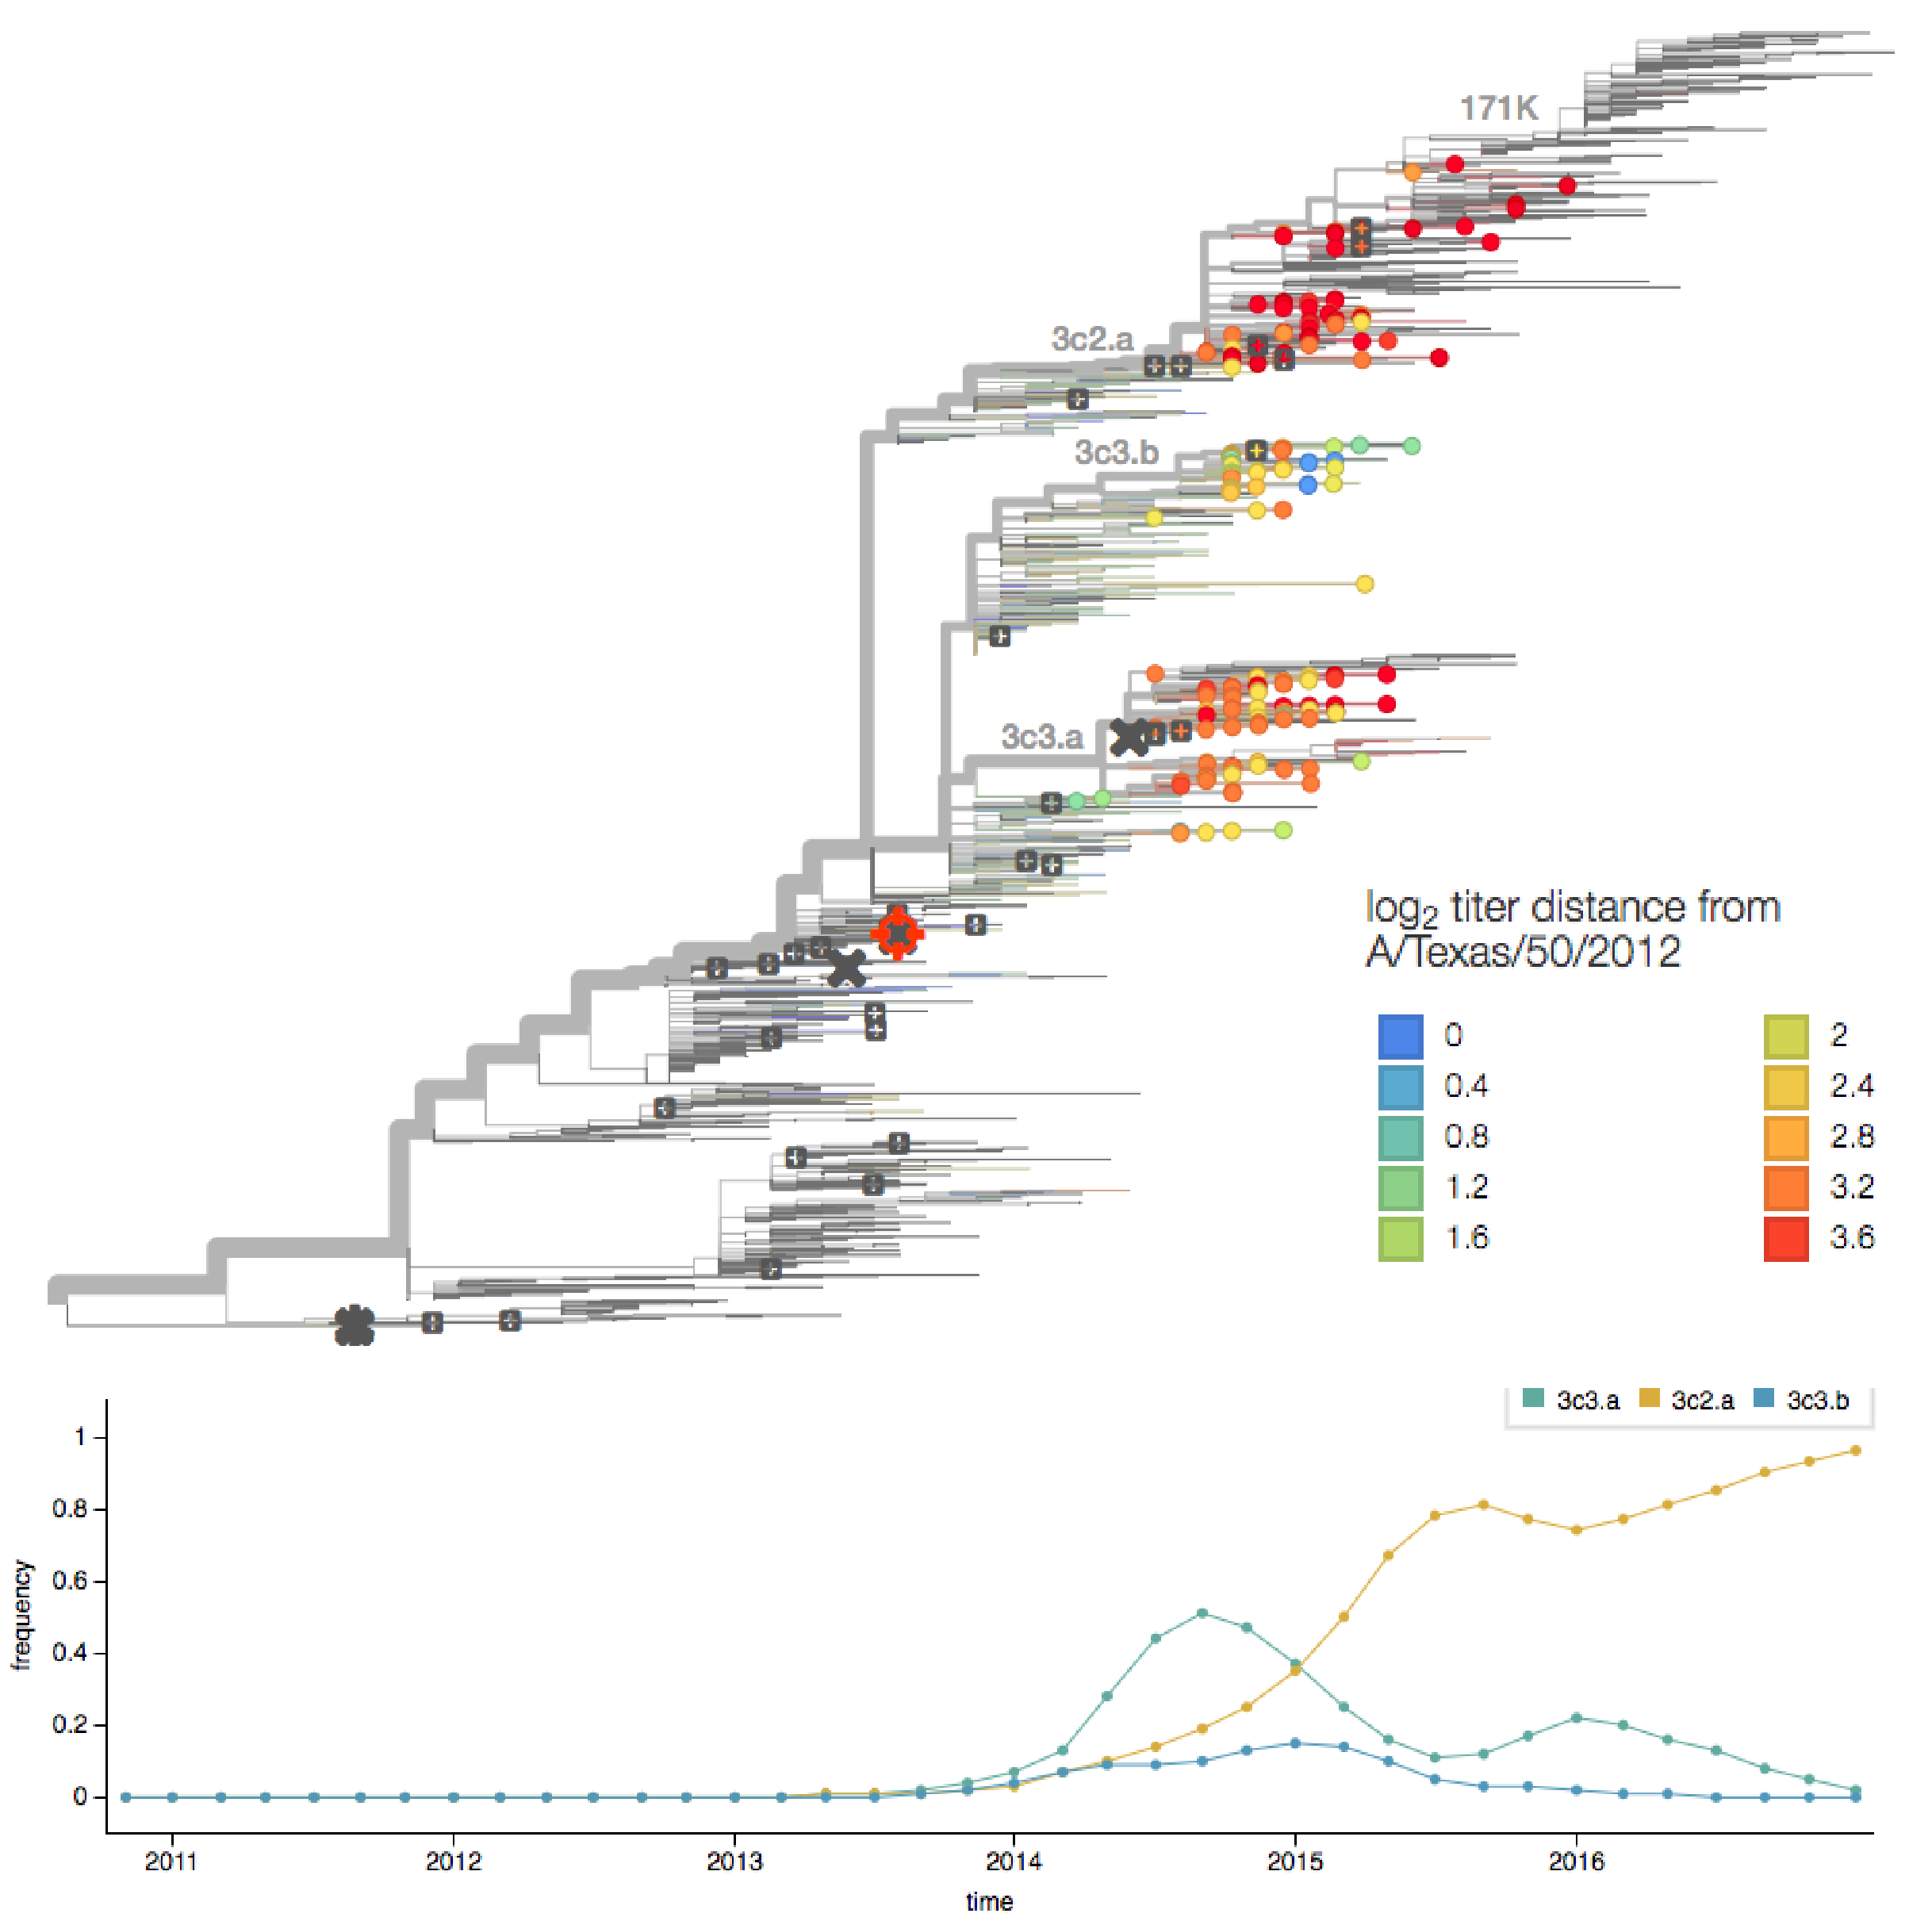 171K
3c2.a
3c3.b
3c3.a
log2 titer distance from
A/Texas/50/2012
0 2
0.4 2.4
0.8 2.8
1.2 3.2
1.6 3.6
3c3.a 3c2.a 3c3.b
1
0.8
0.6
0.4
0.2
0
frequency
2011 2012 2013 2014 2015 2016
time